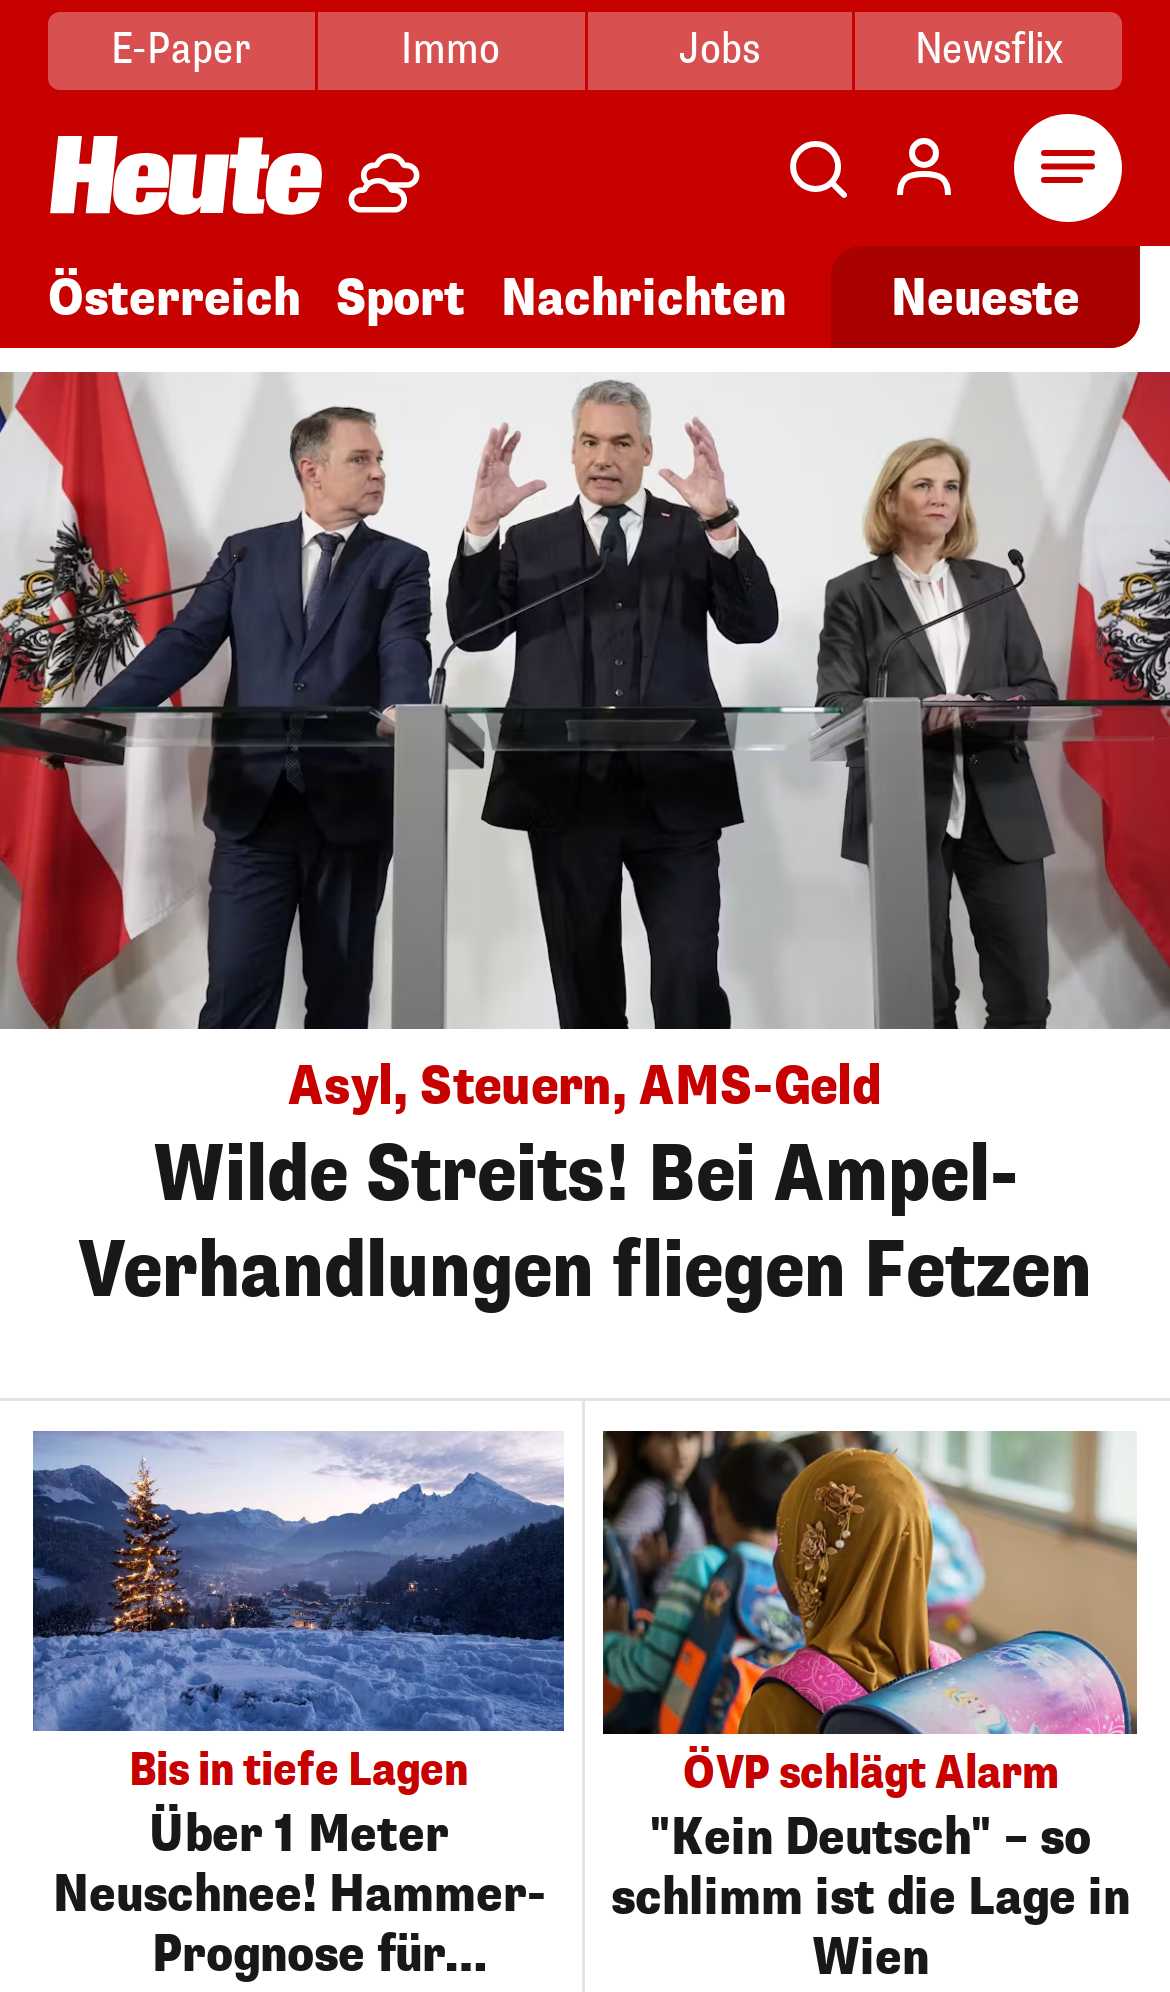 E-Paper
Immo
Jobs
Newsflix
Heute
Österreich
Sport
Nachrichten
Neueste
Asyl, Steuern, AMS-Geld
Wilde Streits! Bei Ampel-
Verhandlungen fliegen Fetzen
Bis in tiefe Lagen
Über 1 Meter
Neuschnee! Hammer-
Prognose für...
ÖVP schlägt Alarm
"Kein Deutsch" – so
schlimm ist die Lage in
Wien